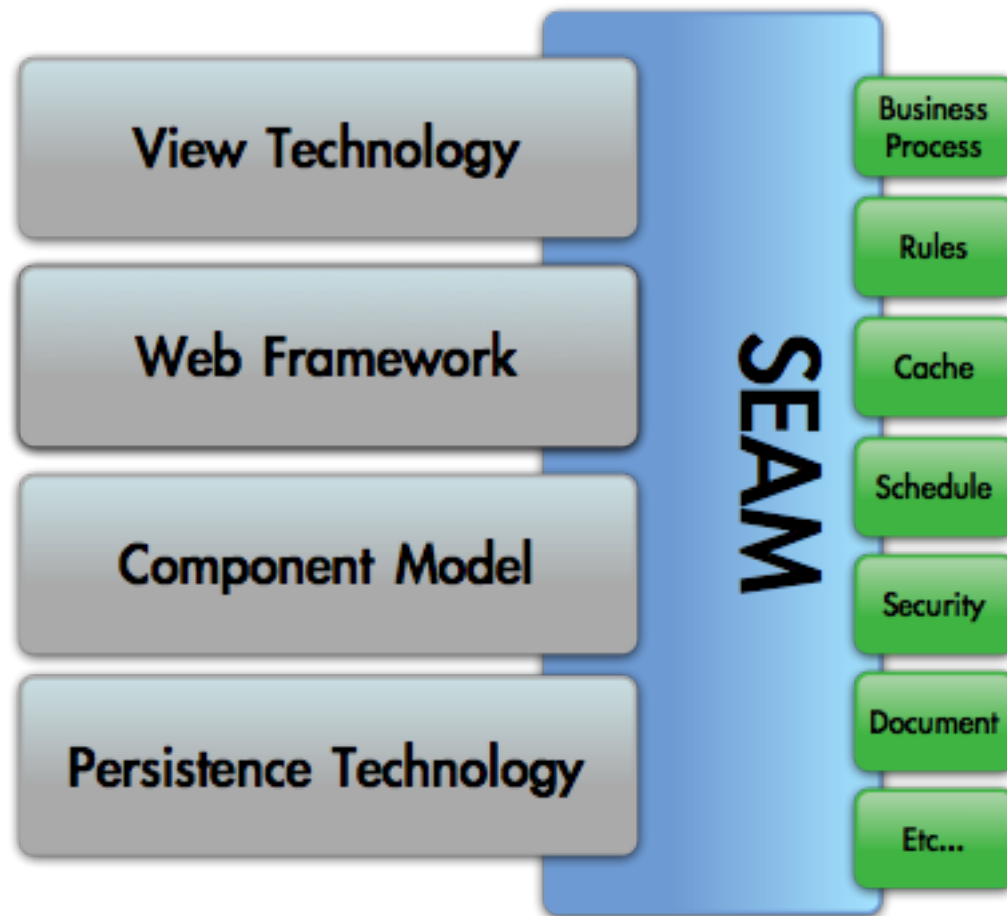 View Technology
Web Framework
Component Model
Persistence Technology
SEAM
Business
Process
Rules
Cache
Schedule
Security
Document
Etc...